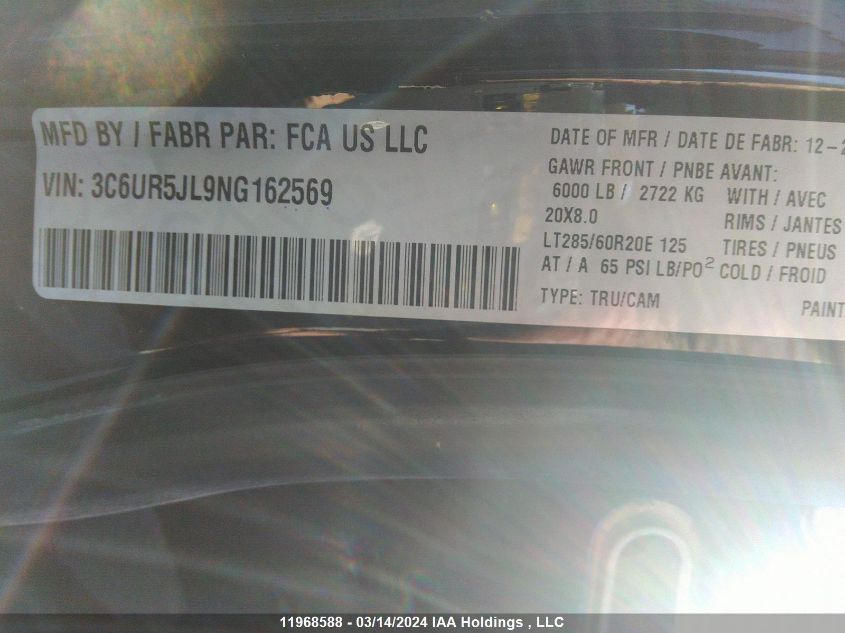 MFD BY / FABR PAR: FCA US LLC
VIN: 3C6UR5JL9NG162569
DATE OF MFR / DATE DE FABR: 12-2
GAWR FRONT / PNBE AVANT:
6000 LB / 2722 KG WITH / AVEC
20X8.0 RIMS / JANTES
LT285/60R20E 125 TIRES / PNEUS
AT / A 65 PSI LB/PO² COLD / FROID
TYPE: TRU/CAM PAINT
11968588 - 03/14/2024 IAA Holdings , LLC